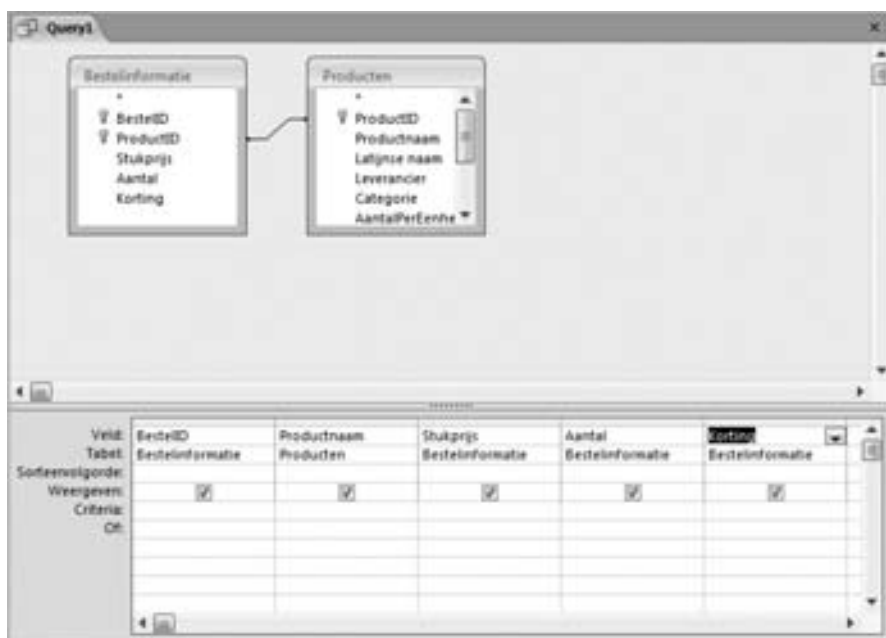 Query1
Bestelinformatie
*
BestelID
ProductID
Stukprijs
Aantal
Korting
Producten
*
ProductID
Productnaam
Latijnse naam
Leverancier
Categorie
AantalPerEenhe
Veld: BestelID Productnaam Stukprijs Aantal Korting
Tabel: Bestelinformatie Producten Bestelinformatie Bestelinformatie Bestelinformatie
Sorteervolgorde:
Weergeven:
Criteria:
Of: